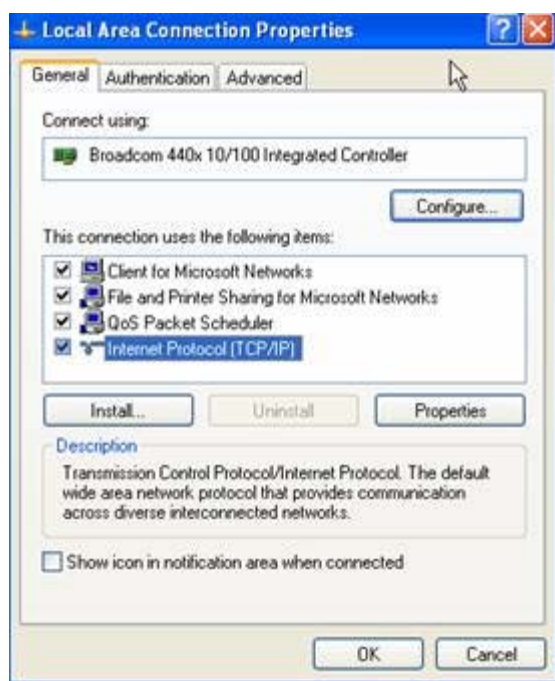 Local Area Connection Properties
General Authentication Advanced
Connect using:
Broadcom 440x 10/100 Integrated Controller
Configure...
This connection uses the following items:
Client for Microsoft Networks
File and Printer Sharing for Microsoft Networks
QoS Packet Scheduler
Internet Protocol (TCP/IP)
Install... Uninstall Properties
Description
Transmission Control Protocol/Internet Protocol. The default
wide area network protocol that provides communication
across diverse interconnected networks.
Show icon in notification area when connected
OK Cancel